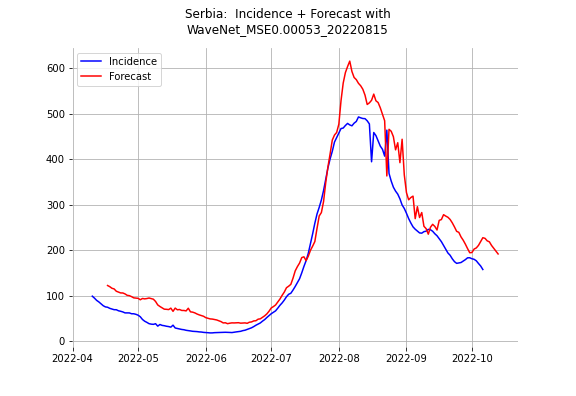 Serbia:  Incidence + Forecast with
WaveNet_MSE0.00053_20220815
Incidence
Forecast
600
500
400
300
200
100
0
2022-04 2022-05 2022-06 2022-07 2022-08 2022-09 2022-10